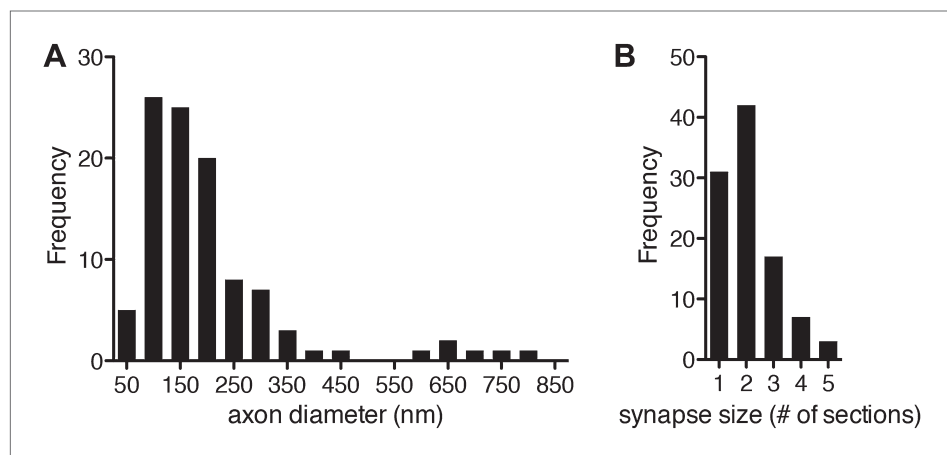 A
30
20
10
0
Frequency
50 150 250 350 450 550 650 750 850
axon diameter (nm)
B
50
40
30
20
10
0
Frequency
1 2 3 4 5
synapse size (# of sections)